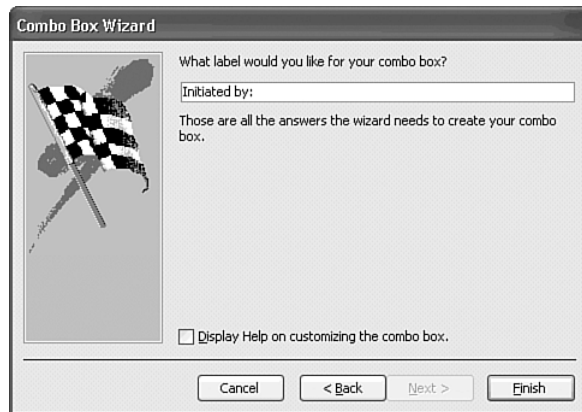 Combo Box Wizard
What label would you like for your combo box?
Initiated by:
Those are all the answers the wizard needs to create your combo
box.
Display Help on customizing the combo box.
Cancel
< Back
Next >
Finish